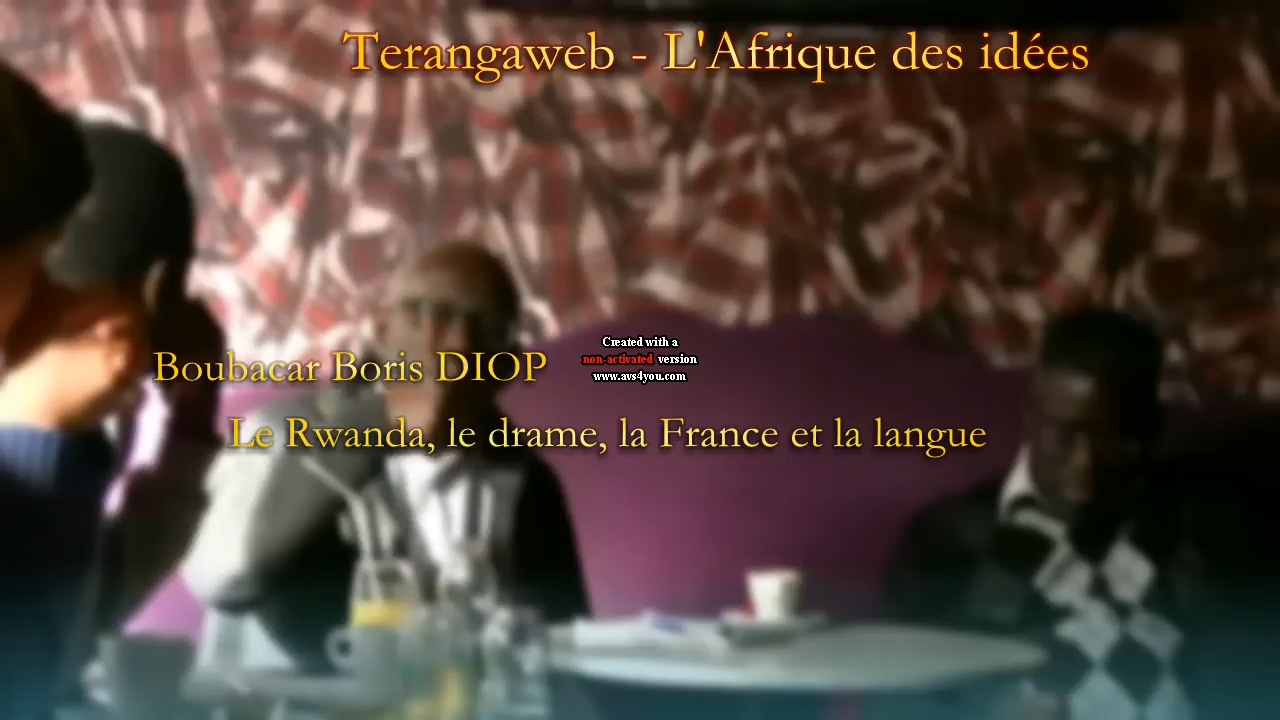 Terangaweb - L'Afrique des idées
Created with a
non-activated version
www.avs4you.com
Boubacar Boris DIOP
Le Rwanda, le drame, la France et la langue